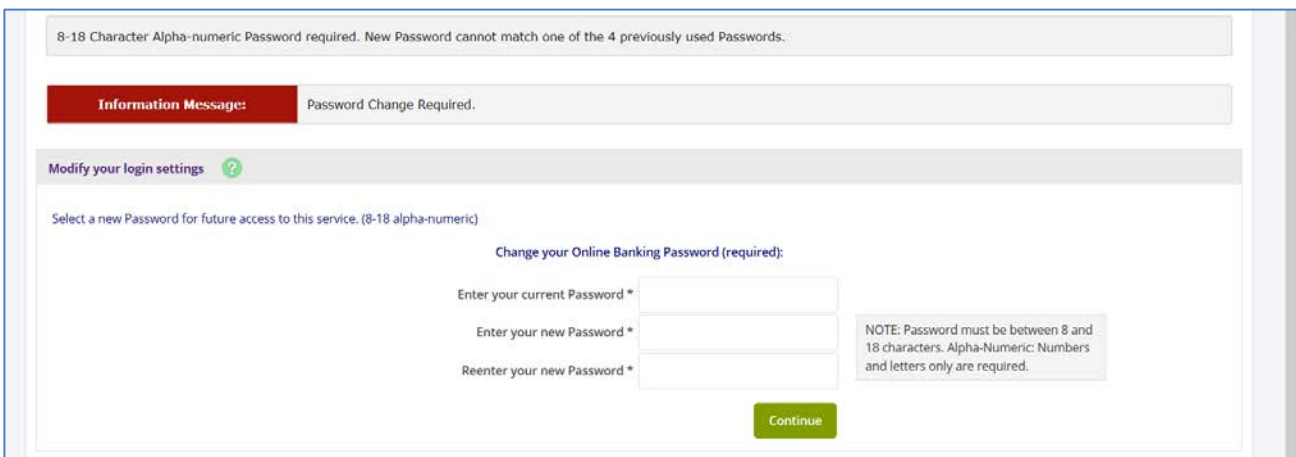 8-18 Character Alpha-numeric Password required. New Password cannot match one of the 4 previously used Passwords.
Information Message: Password Change Required.
Modify your login settings ?
Select a new Password for future access to this service. (8-18 alpha-numeric)
Change your Online Banking Password (required):
Enter your current Password *
Enter your new Password *
Reenter your new Password *
NOTE: Password must be between 8 and
18 characters. Alpha-Numeric: Numbers
and letters only are required.
Continue